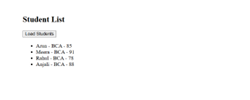 Student List
Load Students
Arun - BCA - 85
Meera - BCA - 91
Rahul - BCA - 78
Anjali - BCA - 88